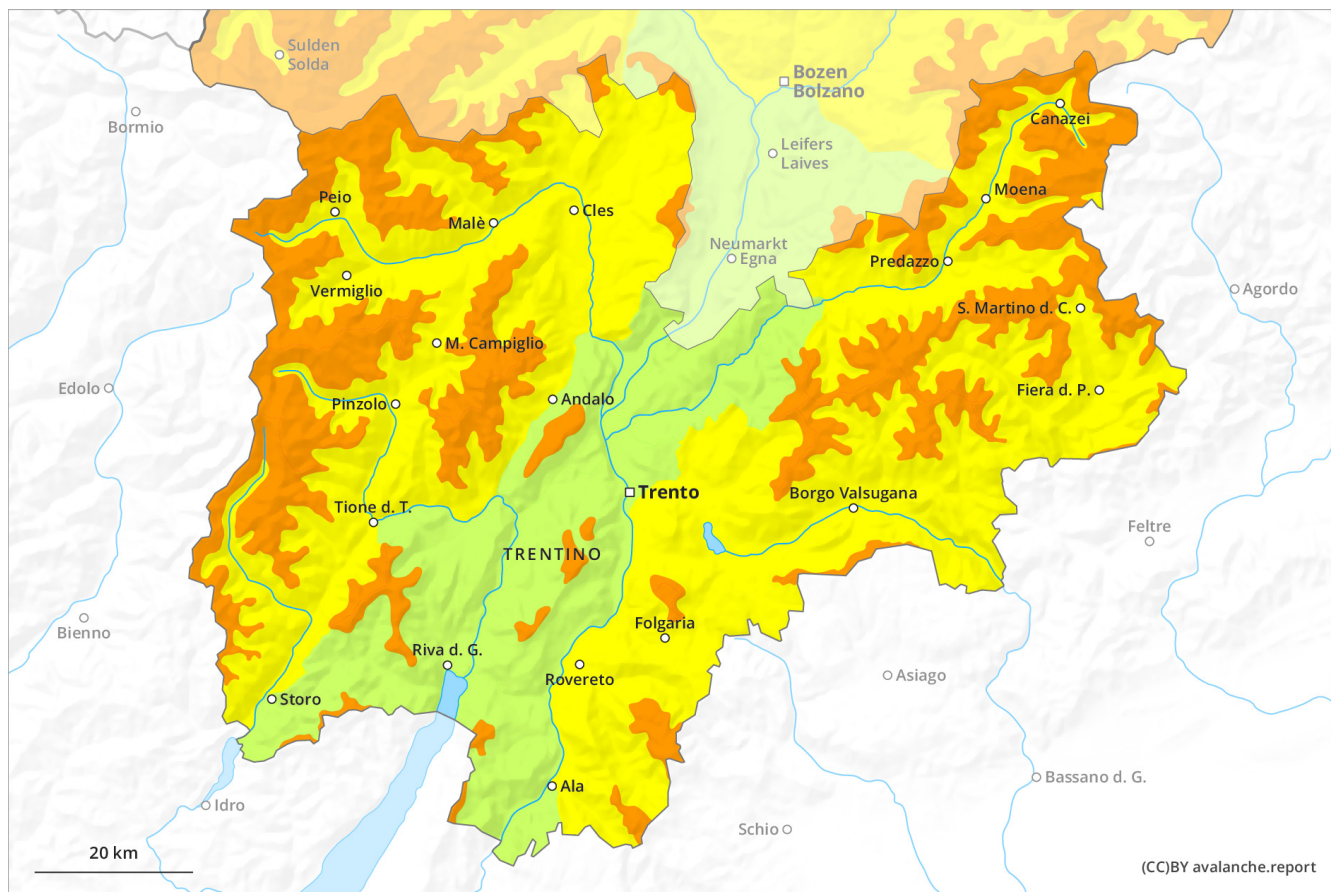 Sulden
Solda
Bozen
Bolzano
Bormio
Canazei
Leifers
Laives
Peio
Moena
Malè
Cles
Neumarkt
Egna
Predazzo
Vermiglio
Agordo
S. Martino d. C.
M. Campiglio
Edolo
Fiera d. P.
Pinzolo
Andalo
Trento
Borgo Valsugana
Tione d. T.
Feltre
TRENTINO
Bienno
Folgaria
Riva d. G.
Rovereto
Asiago
Storo
Bassano d. G.
Ala
Idro
Schio
20 km
(CC)BY avalanche.report